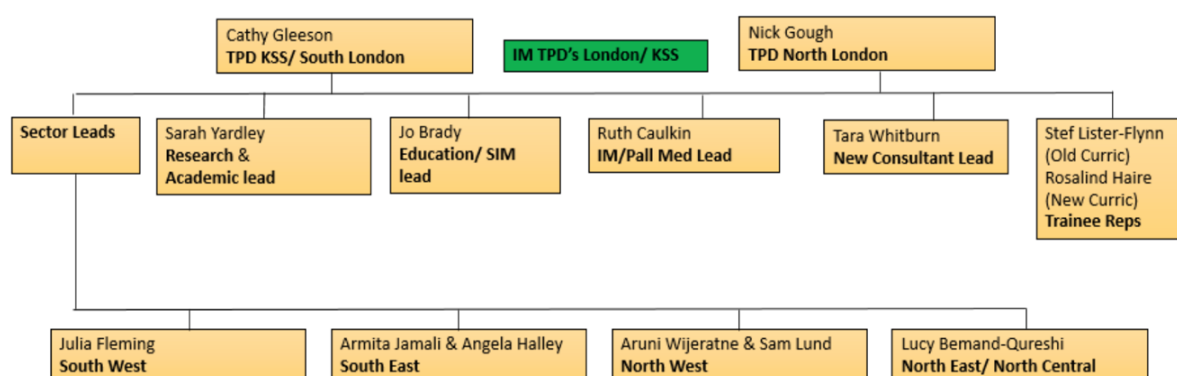 Cathy Gleeson
TPD KSS/ South London
IM TPD's London/ KSS
Nick Gough
TPD North London
Sector Leads
Sarah Yardley
Research &
Academic lead
Jo Brady
Education/ SIM
lead
Ruth Caulkin
IM/Pall Med Lead
Tara Whitburn
New Consultant Lead
Stef Lister-Flynn
(Old Curric)
Rosalind Haire
(New Curric)
Trainee Reps
Julia Fleming
South West
Armita Jamali & Angela Halley
South East
Aruni Wijeratne & Sam Lund
North West
Lucy Bemand-Qureshi
North East/ North Central